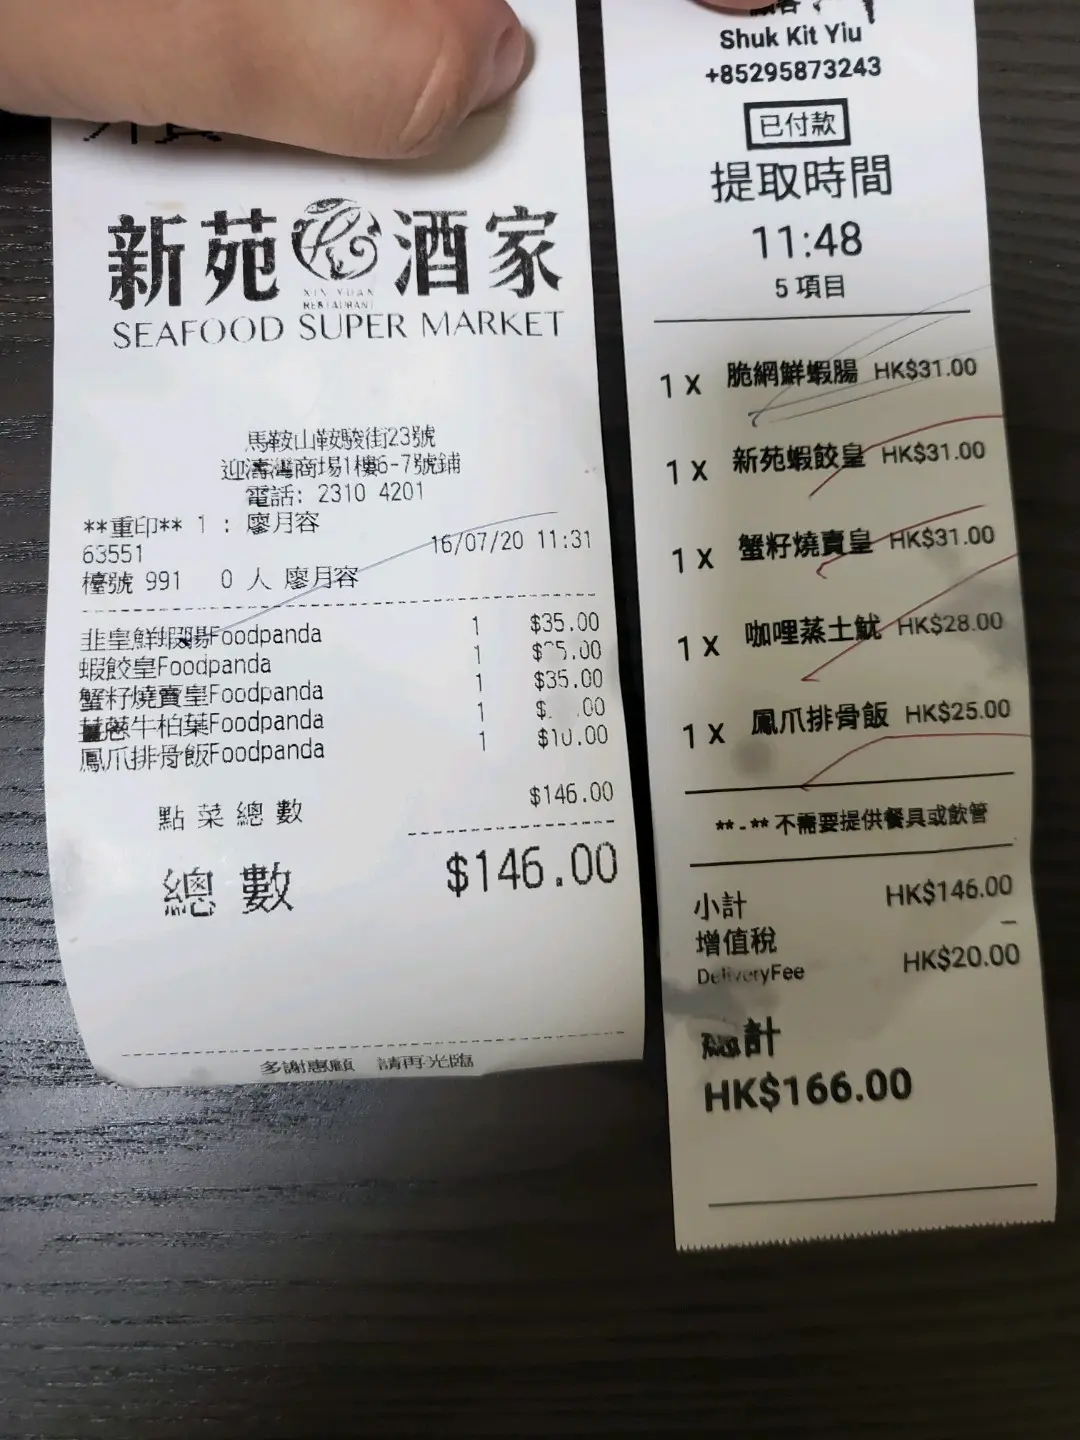 新苑酒家
XIN YUAN
RESTAURANT
SEAFOOD SUPER MARKET
馬鞍山鞍駿街23號
迎濤灣商場1樓6-7號鋪
電話: 2310 4201
**重印** 1 : 廖月容
63551
16/07/20 11:31
檯號 991 0 人 廖月容
韭皇鮮蝦腸Foodpanda 1 $35.00
蝦餃皇Foodpanda 1
蟹籽燒賣皇Foodpanda 1 $35.00
薑蔥牛柏葉Foodpanda 1
鳳爪排骨飯Foodpanda 1 $10.00
點菜總數 $146.00
總數 $146.00
多謝惠顧 請再光臨
顧客
Shuk Kit Yiu
+85295873243
已付款
提取時間
11:48
5 項目
1 x 脆網鮮蝦腸 HK$31.00
1 x 新苑蝦餃皇 HK$31.00
1 x 蟹籽燒賣皇 HK$31.00
1 x 咖哩蒸土魷 HK$28.00
1 x 鳳爪排骨飯 HK$25.00
**-** 不需要提供餐具或飲管
小計 HK$146.00
增值稅 –
DeliveryFee HK$20.00
總計
HK$166.00